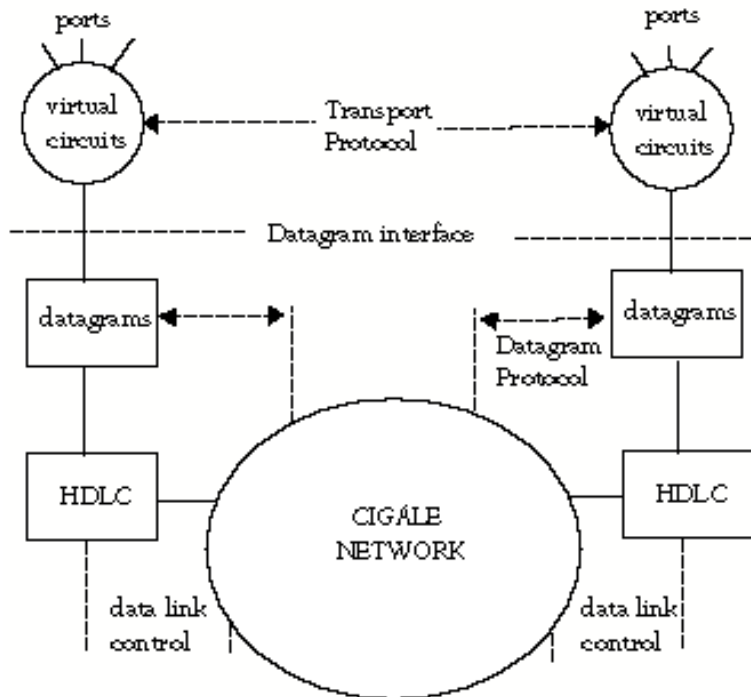 ports
ports
virtual
circuits
Transport
Protocol
virtual
circuits
Datagram interface
datagrams
datagrams
Datagram
Protocol
HDLC
HDLC
CIGÁLE
NETWORK
data link
control
data link
control